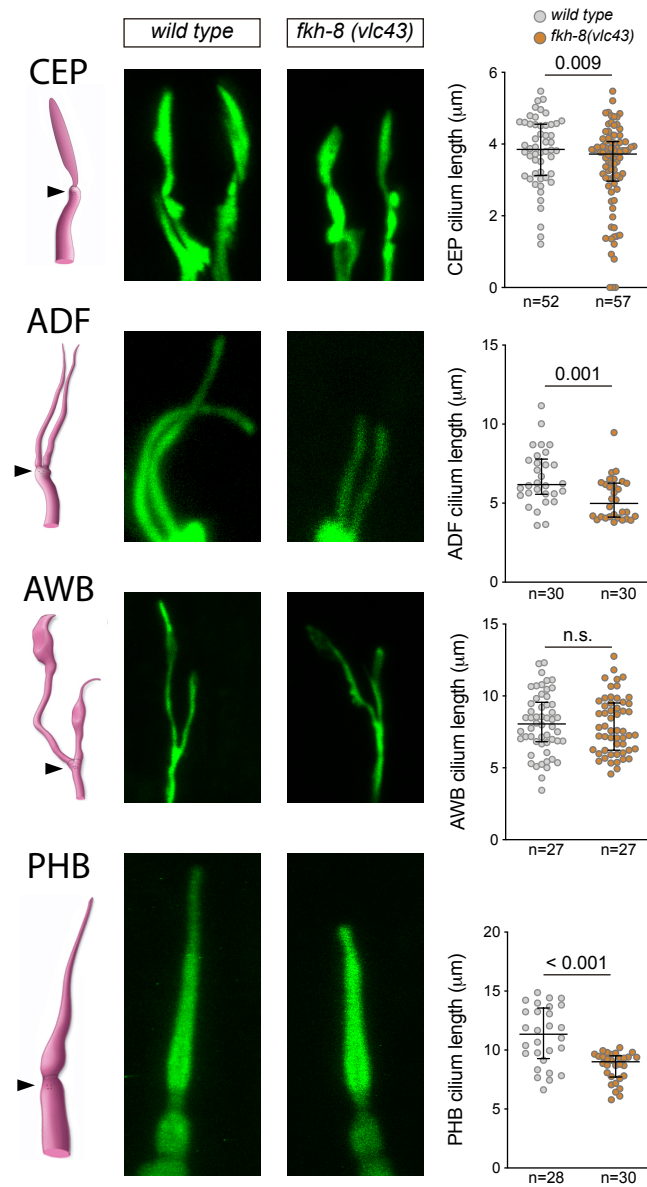 wild type
fkh-8(vlc43)
wild type
fkh-8 (vlc43)
CEP
0.009
CEP cilium length (μm)
6
4
2
0
n=52
n=57
ADF
0.001
ADF cilium length (μm)
15
10
5
0
n=30
n=30
AWB
n.s.
AWB cilium length (μm)
15
10
5
0
n=27
n=27
PHB
< 0.001
PHB cilium length (μm)
20
15
10
5
0
n=28
n=30